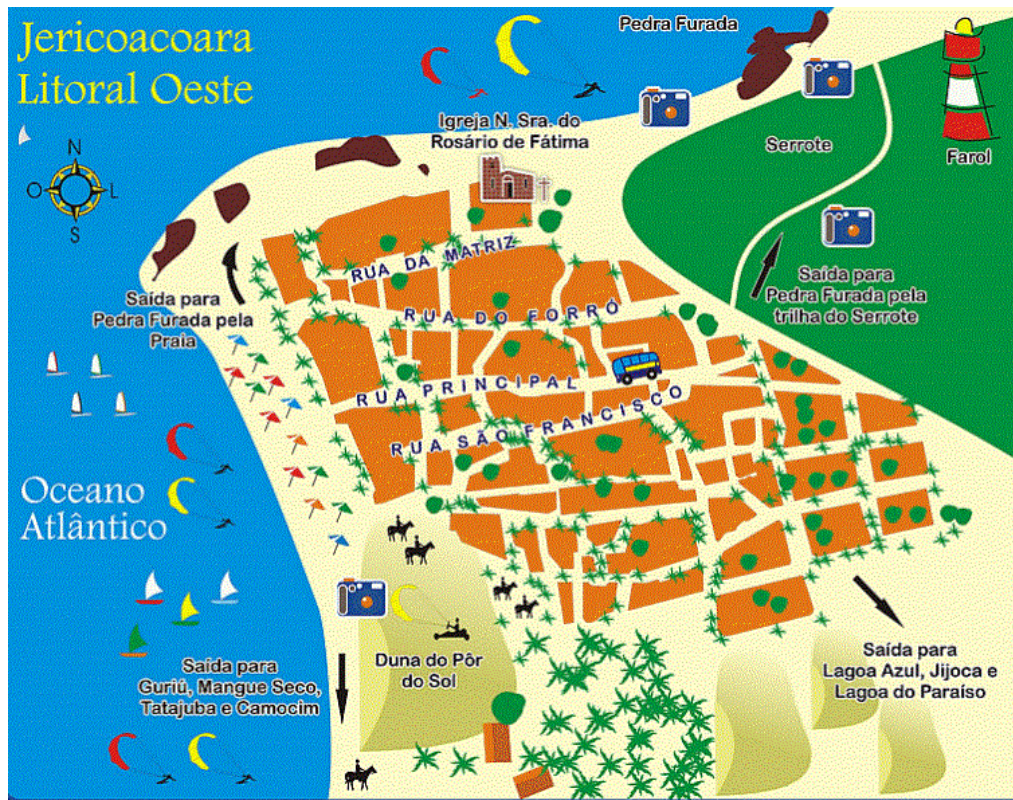 Jericoacoara
Litoral Oeste
Pedra Furada
Igreja N. Sra. do
Rosário de Fátima
Serrote
Farol
N
O
L
S
RUA DA MATRIZ
Saída para
Pedra Furada pela
Praia
Saída para
Pedra Furada pela
trilha do Serrote
RUA DO FORRÓ
RUA PRINCIPAL
RUA SÃO FRANCISCO
Oceano
Atlântico
Saída para
Guriú, Mangue Seco,
Tatajuba e Camocim
Duna do Pôr
do Sol
Saída para
Lagoa Azul, Jijoca e
Lagoa do Paraíso